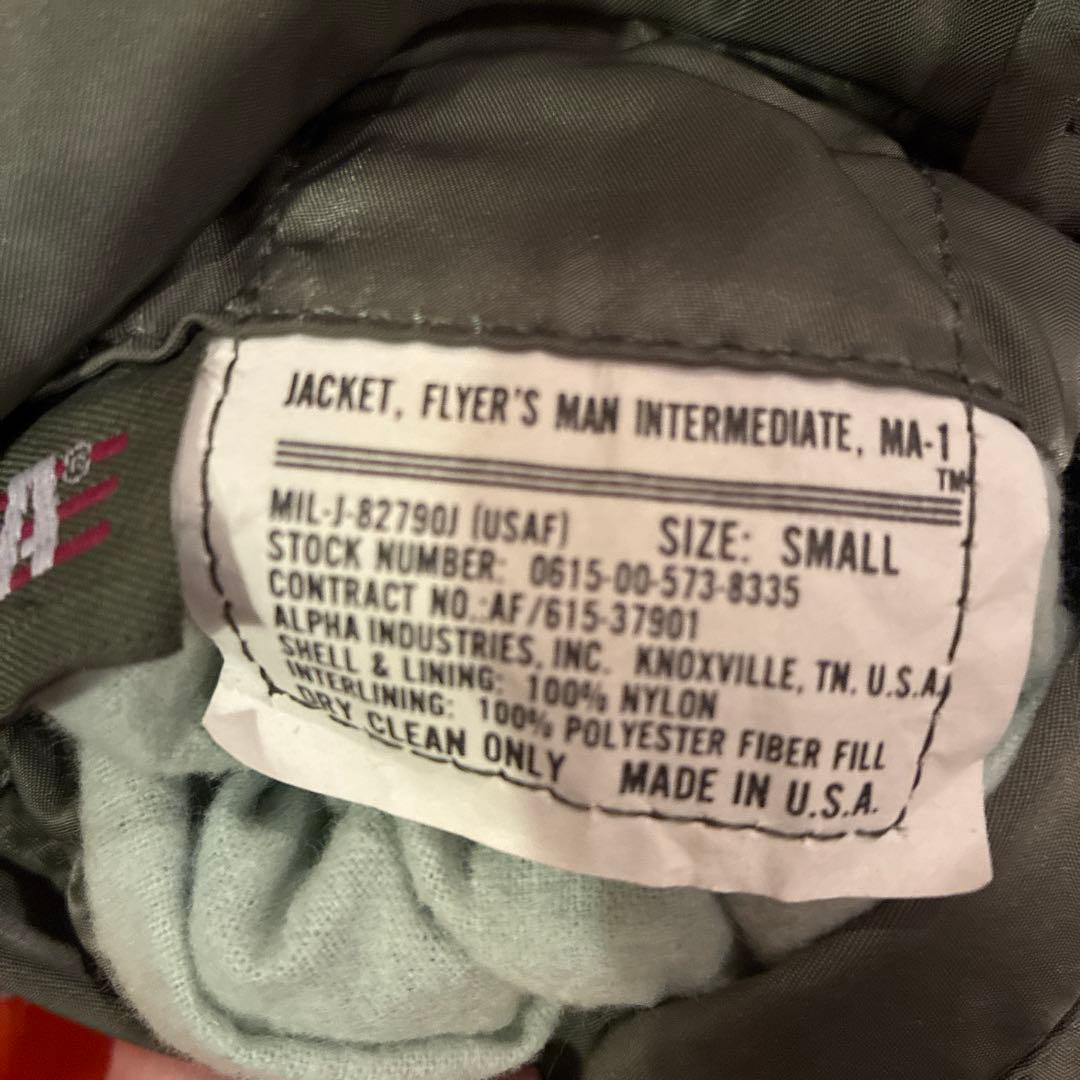 JACKET, FLYER'S MAN INTERMEDIATE, MA-1 ™
MIL-J-82790J (USAF) SIZE: SMALL
STOCK NUMBER: 0615-00-573-8335
CONTRACT NO.:AF/615-37901
ALPHA INDUSTRIES, INC. KNOXVILLE, TN. U.S.A.
SHELL & LINING: 100% NYLON
INTERLINING: 100% POLYESTER FIBER FILL
DRY CLEAN ONLY MADE IN U.S.A.
A®